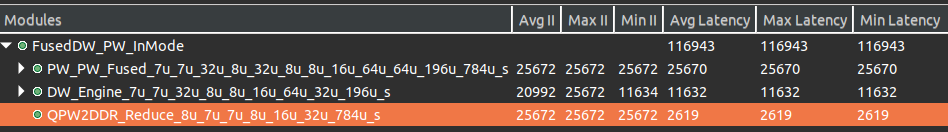 Modules Avg II Max II Min II Avg Latency Max Latency Min Latency
FusedDW_PW_InMode 116943 116943 116943
PW_PW_Fused_7u_7u_32u_8u_32u_8u_8u_16u_64u_64u_196u_784u_s 25672 25672 25672 25670 25670 25670
DW_Engine_7u_7u_32u_8u_8u_16u_64u_32u_196u_s 20992 25672 11634 11632 11632 11632
QPW2DDR_Reduce_8u_7u_7u_8u_16u_32u_784u_s 25672 25672 25672 2619 2619 2619